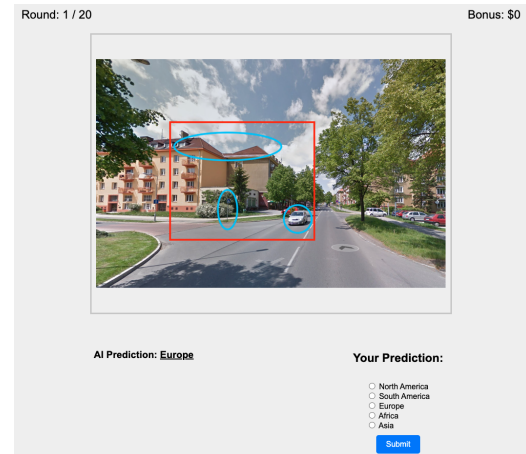 Round: 1 / 20
Bonus: $0
AI Prediction: Europe
Your Prediction:
North America
South America
Europe
Africa
Asia
Submit